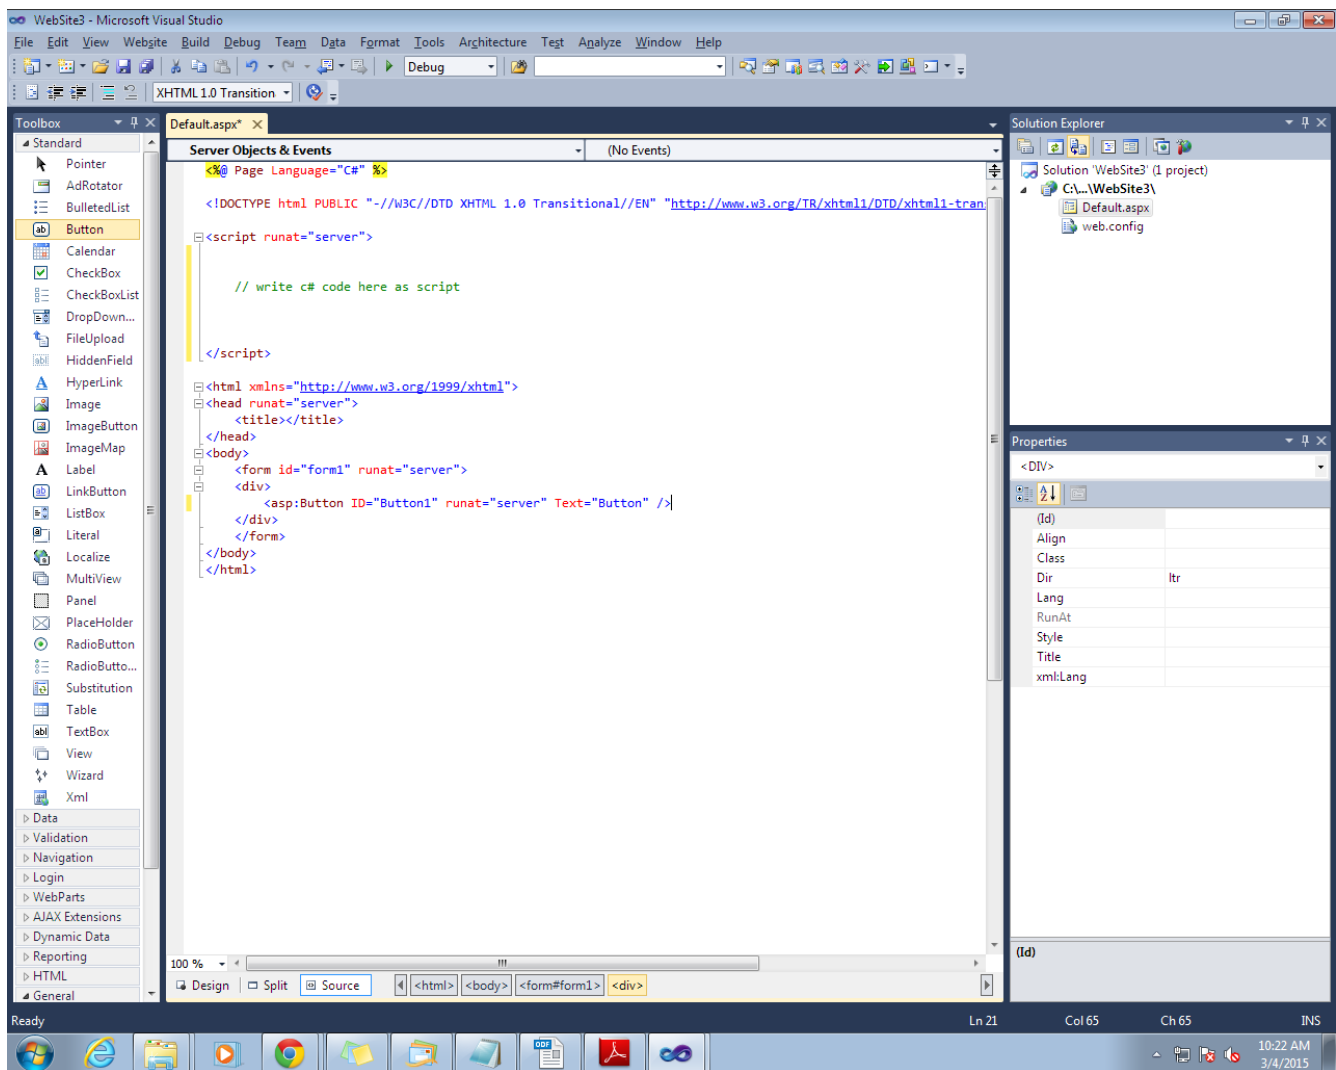 WebSite3 - Microsoft Visual Studio
File Edit View Website Build Debug Team Data Format Tools Architecture Test Analyze Window Help
Debug
XHTML 1.0 Transition
Toolbox
Standard
Pointer
AdRotator
BulletedList
ab Button
Calendar
CheckBox
CheckBoxList
DropDown...
FileUpload
abl HiddenField
A HyperLink
Image
ImageButton
ImageMap
A Label
ab LinkButton
ListBox
Literal
Localize
MultiView
Panel
PlaceHolder
RadioButton
RadioButto...
Substitution
Table
abl TextBox
View
Wizard
Xml
Data
Validation
Navigation
Login
WebParts
AJAX Extensions
Dynamic Data
Reporting
HTML
General
Default.aspx*
Server Objects & Events (No Events)
<%@ Page Language="C#" %>
<!DOCTYPE html PUBLIC "-//W3C//DTD XHTML 1.0 Transitional//EN" "http://www.w3.org/TR/xhtml1/DTD/xhtml1-tran
<script runat="server">
// write c# code here as script
</script>
<html xmlns="http://www.w3.org/1999/xhtml">
<head runat="server">
<title></title>
</head>
<body>
<form id="form1" runat="server">
<div>
<asp:Button ID="Button1" runat="server" Text="Button" />
</div>
</form>
</body>
</html>
100 %
Design Split Source <html> <body> <form#form1> <div>
Solution Explorer
Solution 'WebSite3' (1 project)
C:\...\WebSite3\
Default.aspx
web.config
Properties
<DIV>
(Id)
Align
Class
Dir ltr
Lang
RunAt
Style
Title
xml:Lang
(Id)
Ready Ln 21 Col 65 Ch 65 INS
ODF
10:22 AM
3/4/2015